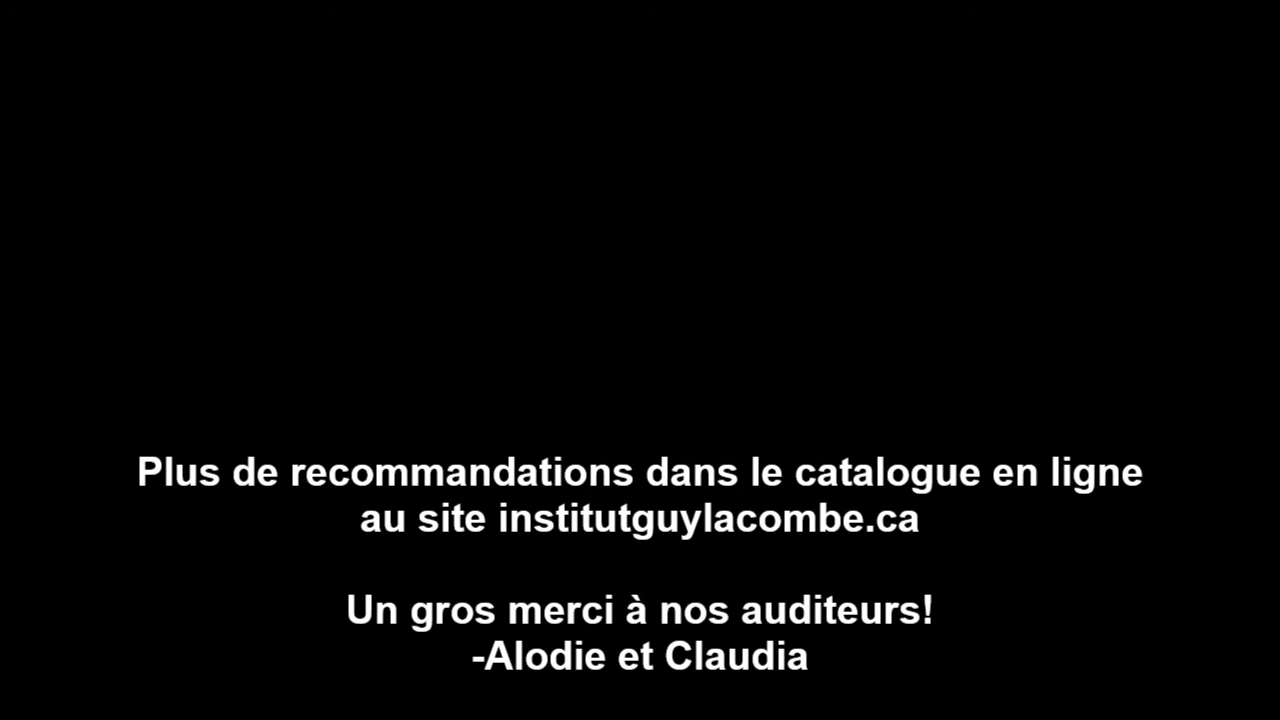 Plus de recommandations dans le catalogue en ligne
au site institutguylacombe.ca
Un gros merci à nos auditeurs!
-Alodie et Claudia